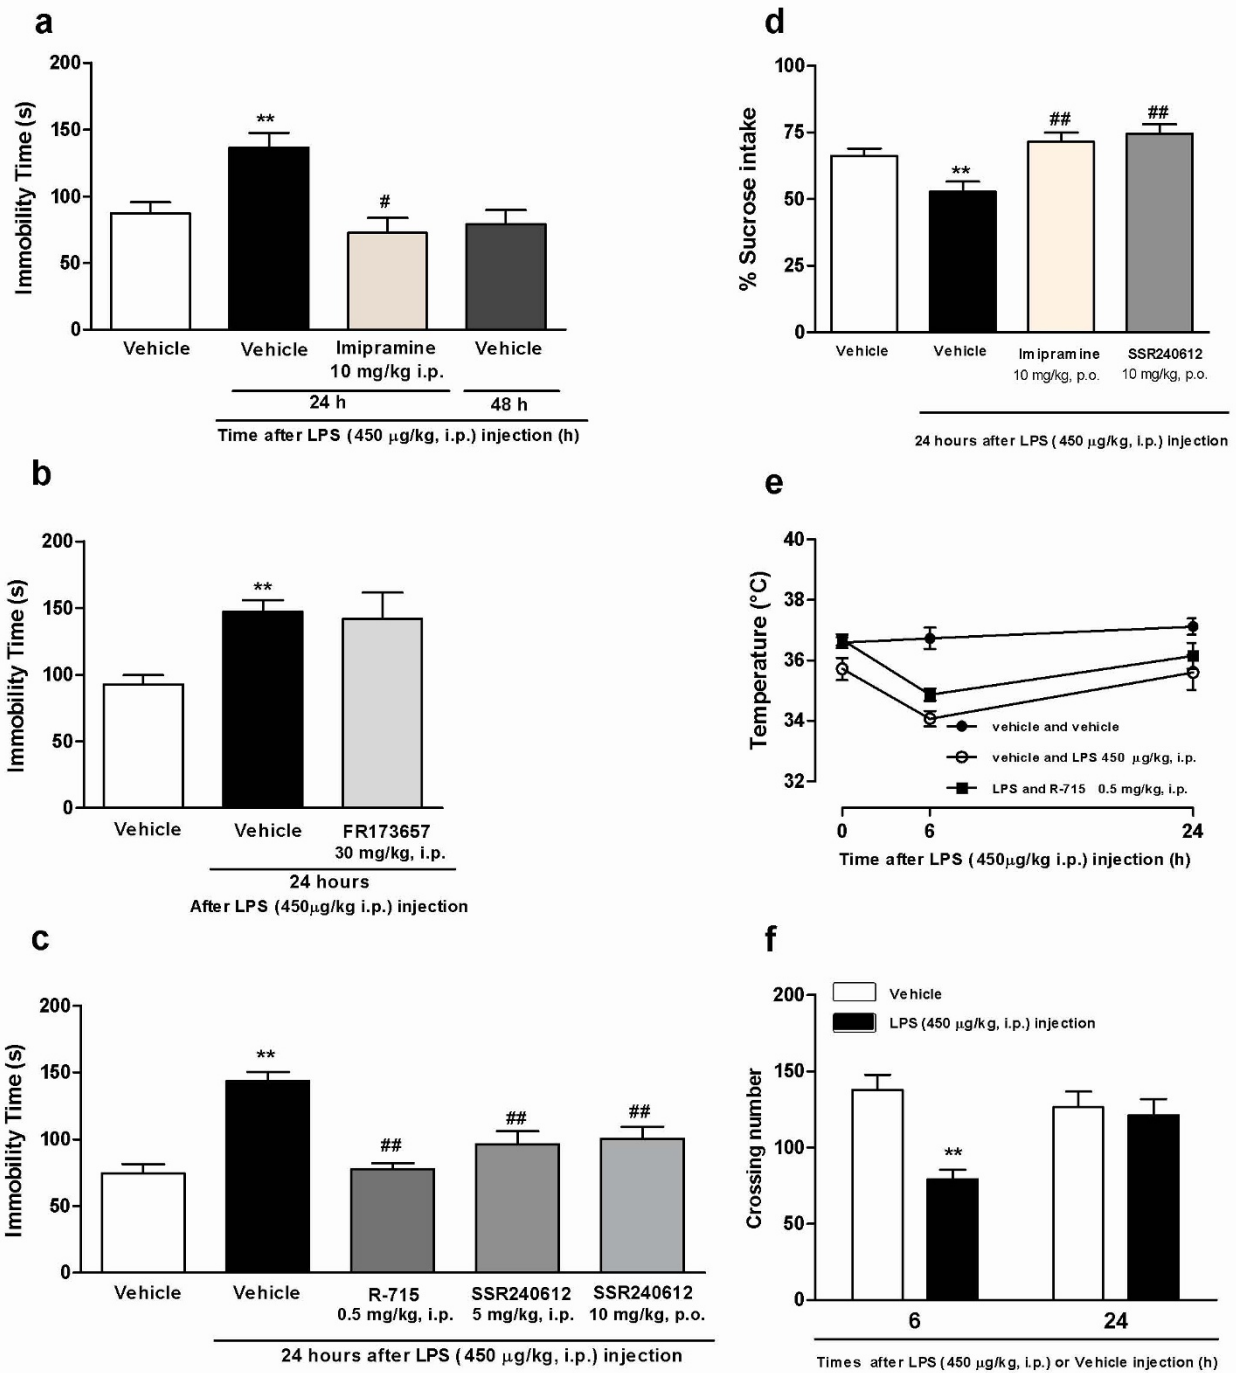 a
Immobility Time (s)
200
150
100
50
0
**
#
Vehicle
Vehicle
Imipramine
10 mg/kg i.p.
Vehicle
24 h
48 h
Time after LPS (450 µg/kg, i.p.) injection (h)
b
Immobility Time (s)
200
150
100
50
0
**
Vehicle
Vehicle
FR173657
30 mg/kg, i.p.
24 hours
After LPS (450µg/kg i.p.) injection
c
Immobility Time (s)
200
150
100
50
0
**
##
##
##
Vehicle
Vehicle
R-715
0.5 mg/kg, i.p.
SSR240612
5 mg/kg, i.p.
SSR240612
10 mg/kg, p.o.
24 hours after LPS (450 µg/kg, i.p.) injection
d
% Sucrose intake
100
75
50
25
0
**
##
##
Vehicle
Vehicle
Imipramine
10 mg/kg, p.o.
SSR240612
10 mg/kg, p.o.
24 hours after LPS (450 µg/kg, i.p.) injection
e
Temperature (°C)
40
38
36
34
32
vehicle and vehicle
vehicle and LPS 450 µg/kg, i.p.
LPS and R-715 0.5 mg/kg, i.p.
0
6
24
Time after LPS (450µg/kg i.p.) injection (h)
f
Crossing number
200
150
100
50
0
Vehicle
LPS (450 µg/kg, i.p.) injection
**
6
24
Times after LPS (450 µg/kg, i.p.) or Vehicle injection (h)